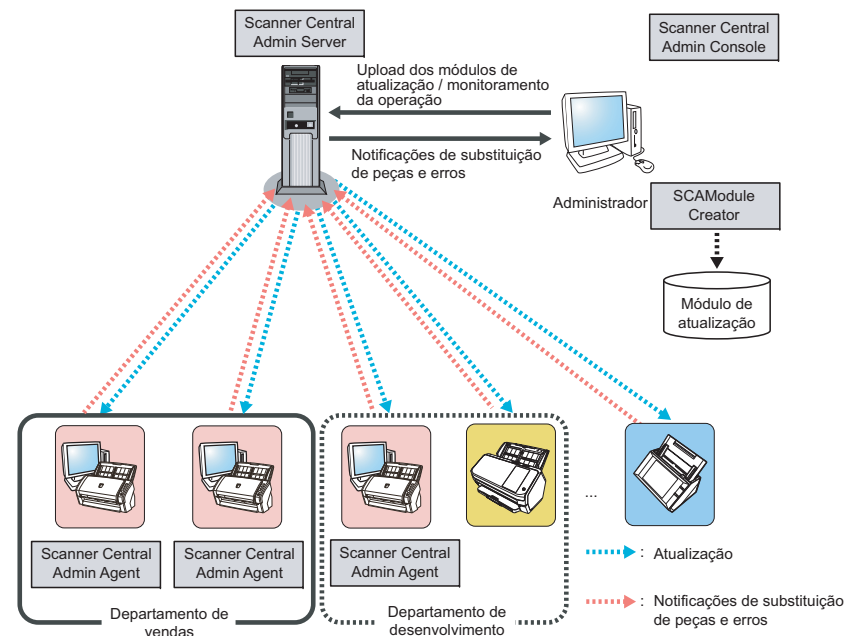 Scanner Central
Admin Server
Scanner Central
Admin Console
Upload dos módulos de
atualização / monitoramento
da operação
Notificações de substituição
de peças e erros
Administrador
SCAModule
Creator
Módulo de
atualização
...
Scanner Central
Admin Agent
Scanner Central
Admin Agent
Scanner Central
Admin Agent
Departamento de
vendas
Departamento de
desenvolvimento
: Atualização
: Notificações de substituição
de peças e erros